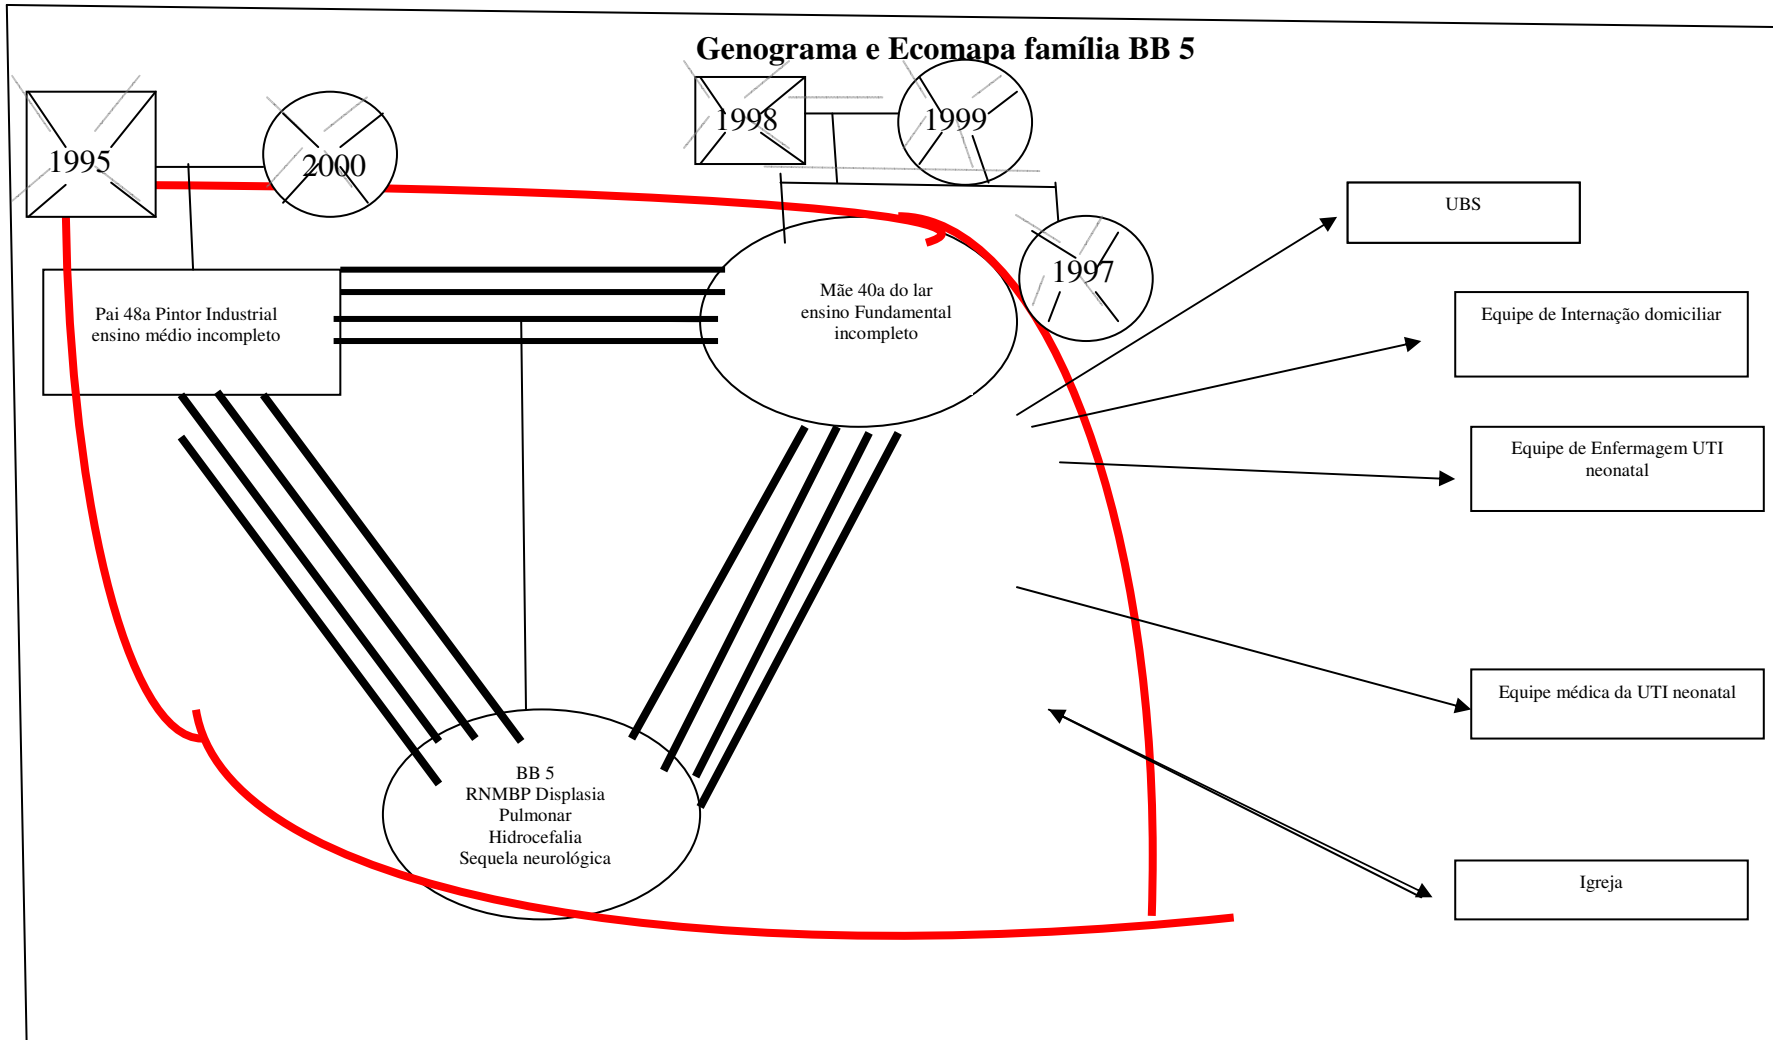 Genograma e Ecomapa família BB 5
1995
2000
1998
1999
1997
UBS
Pai 48a Pintor Industrial
ensino médio incompleto
Mãe 40a do lar
ensino Fundamental
incompleto
Equipe de Internação domiciliar
Equipe de Enfermagem UTI
neonatal
Equipe médica da UTI neonatal
BB 5
RNMBP Displasia
Pulmonar
Hidrocefalia
Sequela neurológica
Igreja